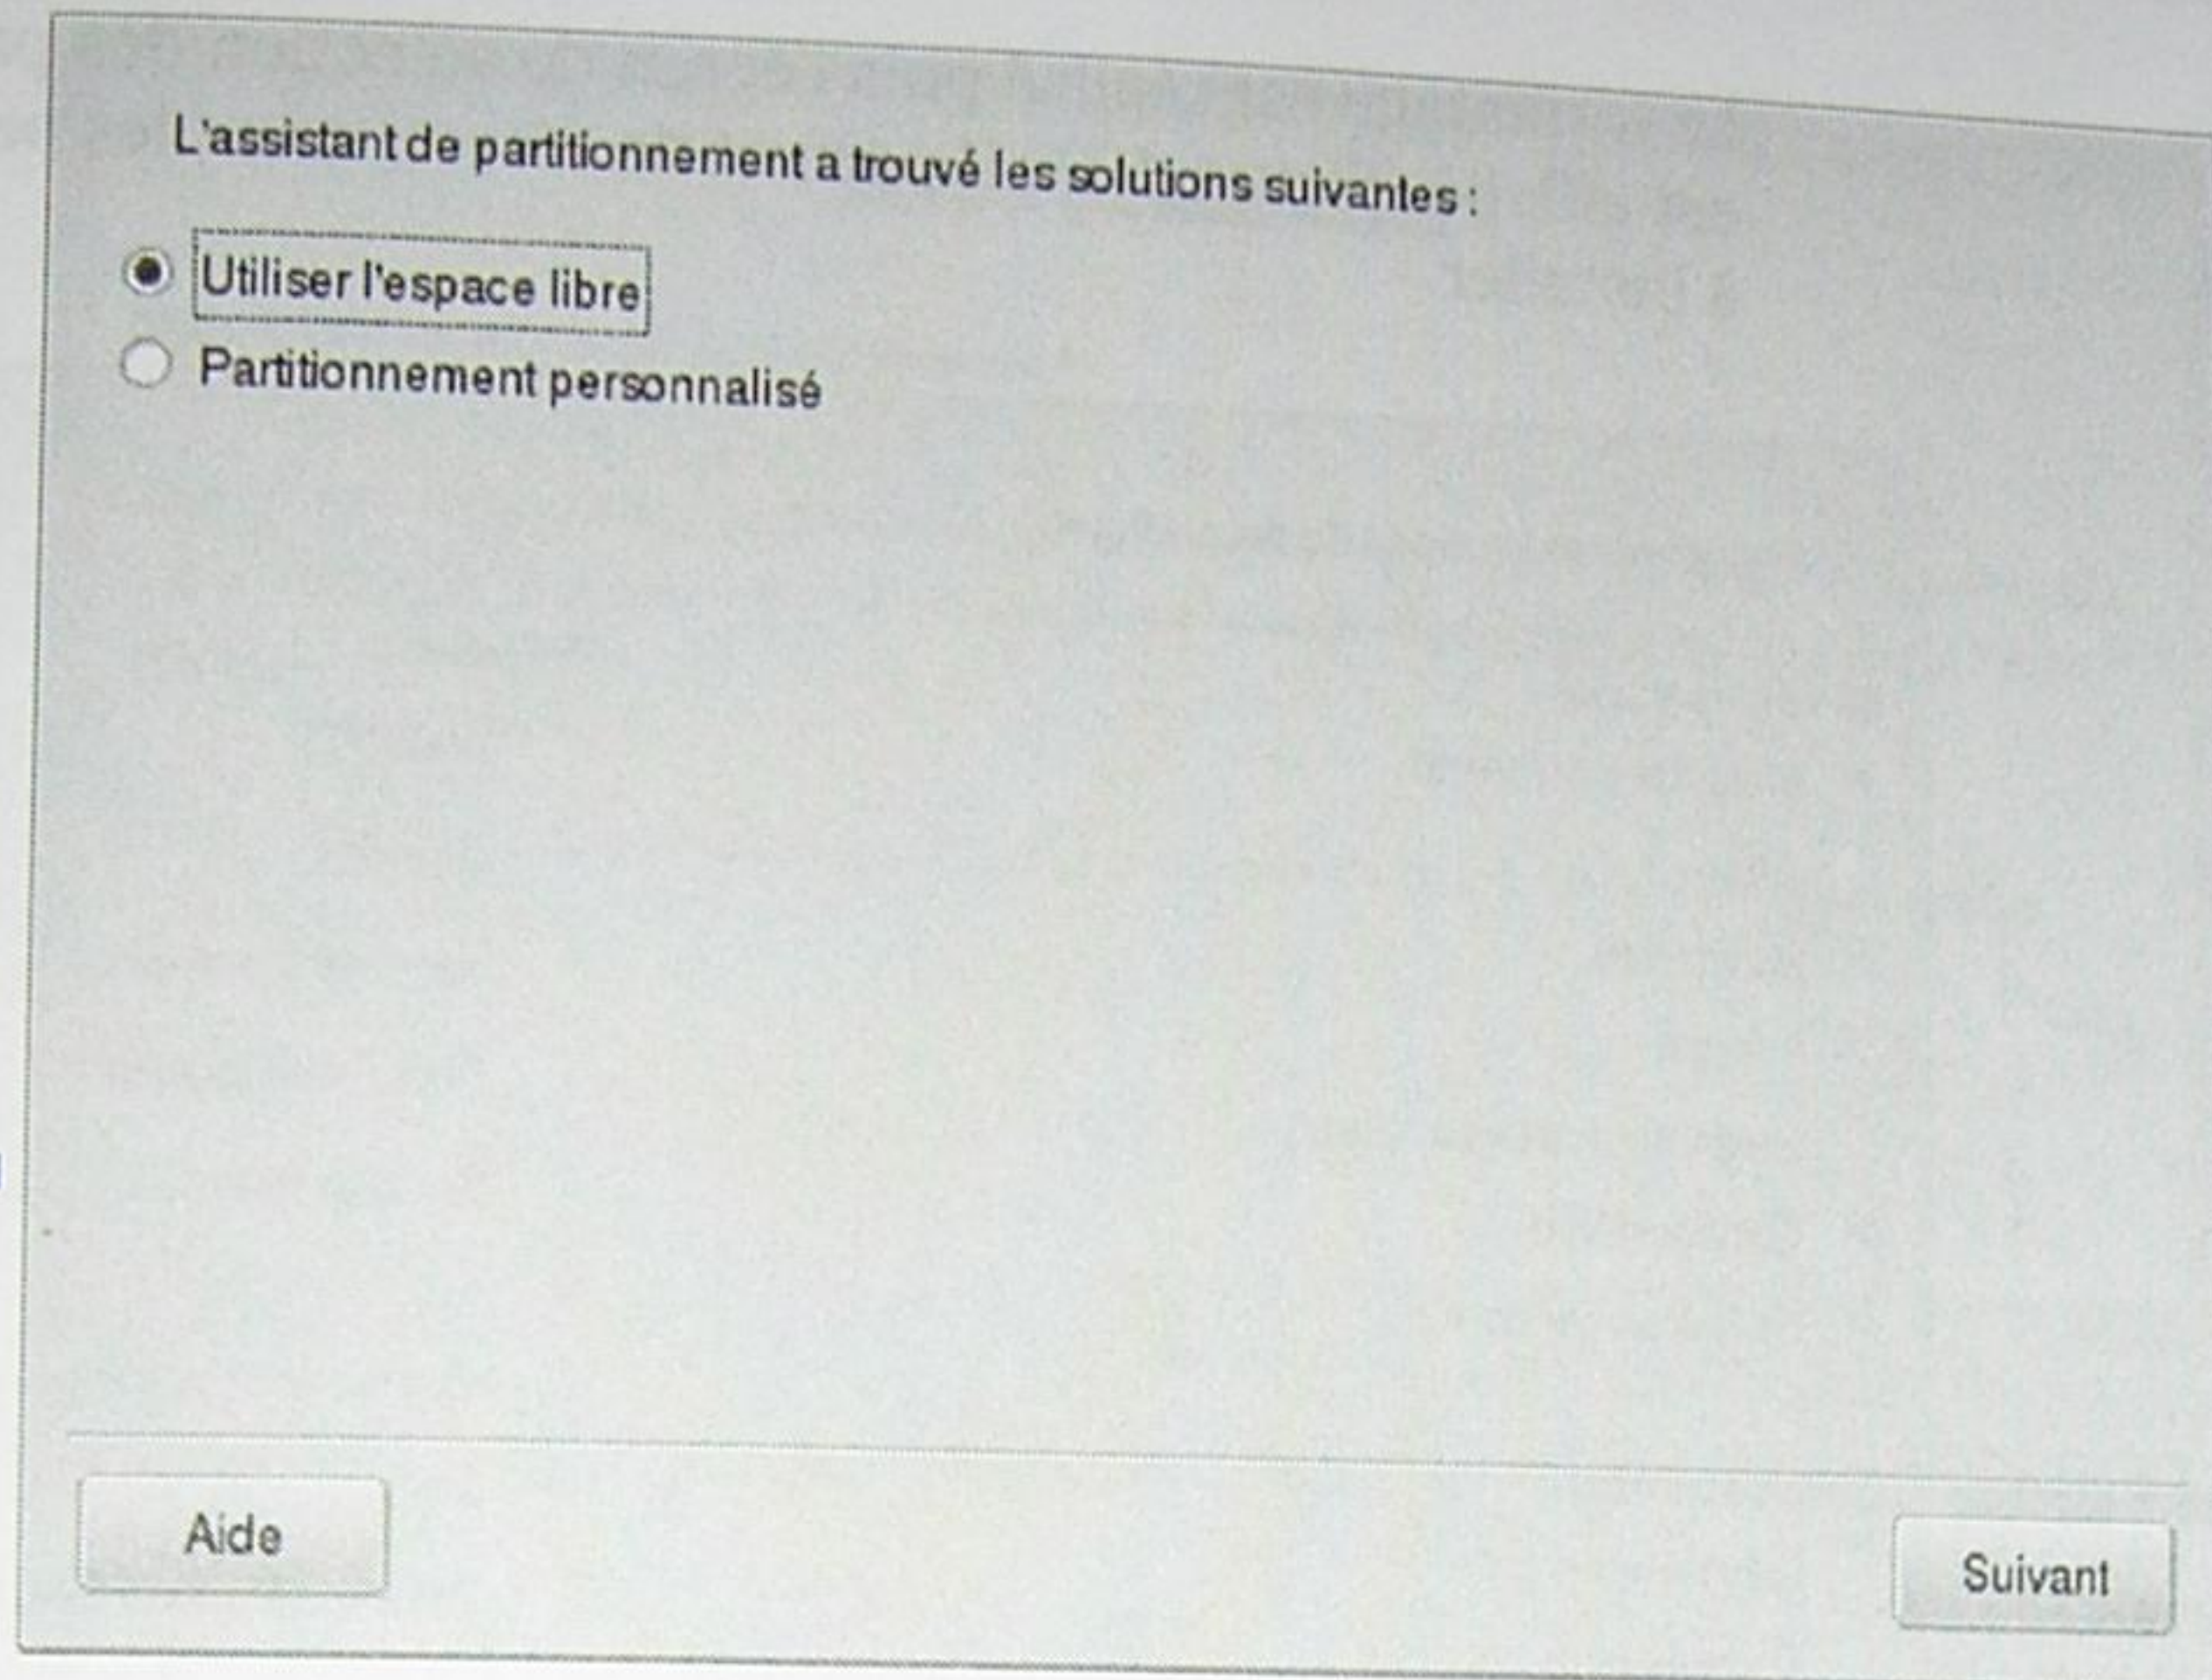 L'assistant de partitionnement a trouvé les solutions suivantes :
Utiliser l'espace libre
Partitionnement personnalisé
Aide
Suivant